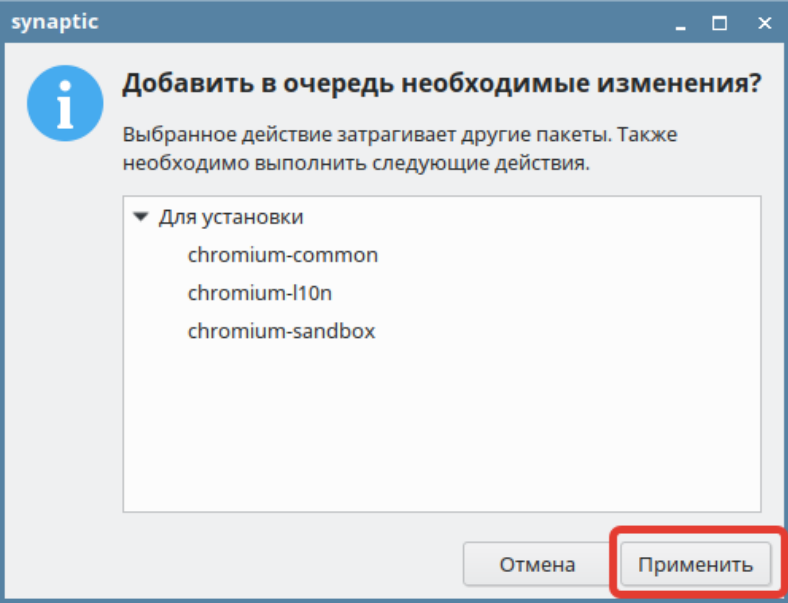 synaptic
Добавить в очередь необходимые изменения?
Выбранное действие затрагивает другие пакеты. Также
необходимо выполнить следующие действия.
Для установки
chromium-common
chromium-l10n
chromium-sandbox
Отмена
Применить